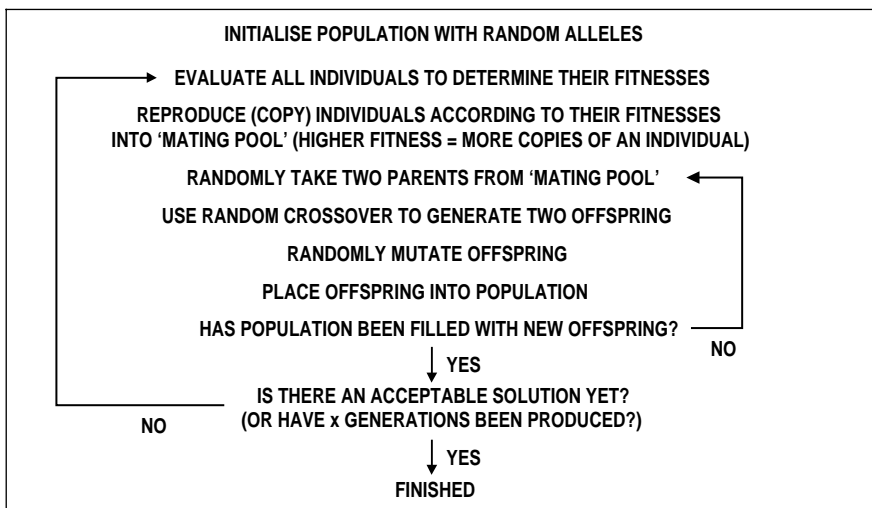 INITIALISE POPULATION WITH RANDOM ALLELES
EVALUATE ALL INDIVIDUALS TO DETERMINE THEIR FITNESSES
REPRODUCE (COPY) INDIVIDUALS ACCORDING TO THEIR FITNESSES
INTO ‘MATING POOL’ (HIGHER FITNESS = MORE COPIES OF AN INDIVIDUAL)
RANDOMLY TAKE TWO PARENTS FROM ‘MATING POOL’
USE RANDOM CROSSOVER TO GENERATE TWO OFFSPRING
RANDOMLY MUTATE OFFSPRING
PLACE OFFSPRING INTO POPULATION
HAS POPULATION BEEN FILLED WITH NEW OFFSPRING?
NO
YES
IS THERE AN ACCEPTABLE SOLUTION YET?
(OR HAVE x GENERATIONS BEEN PRODUCED?)
NO
YES
FINISHED